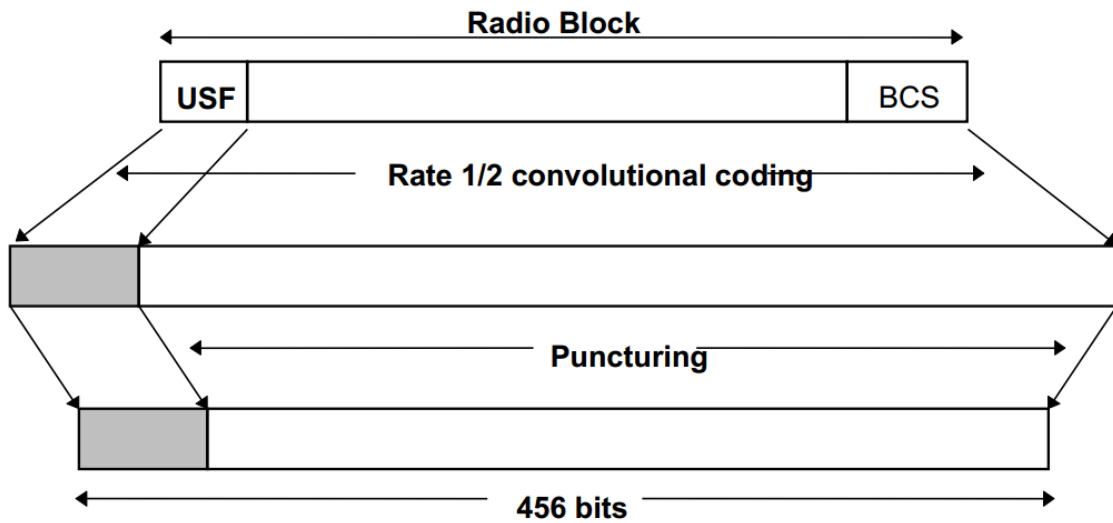 Radio Block
USF
BCS
Rate 1/2 convolutional coding
Puncturing
456 bits